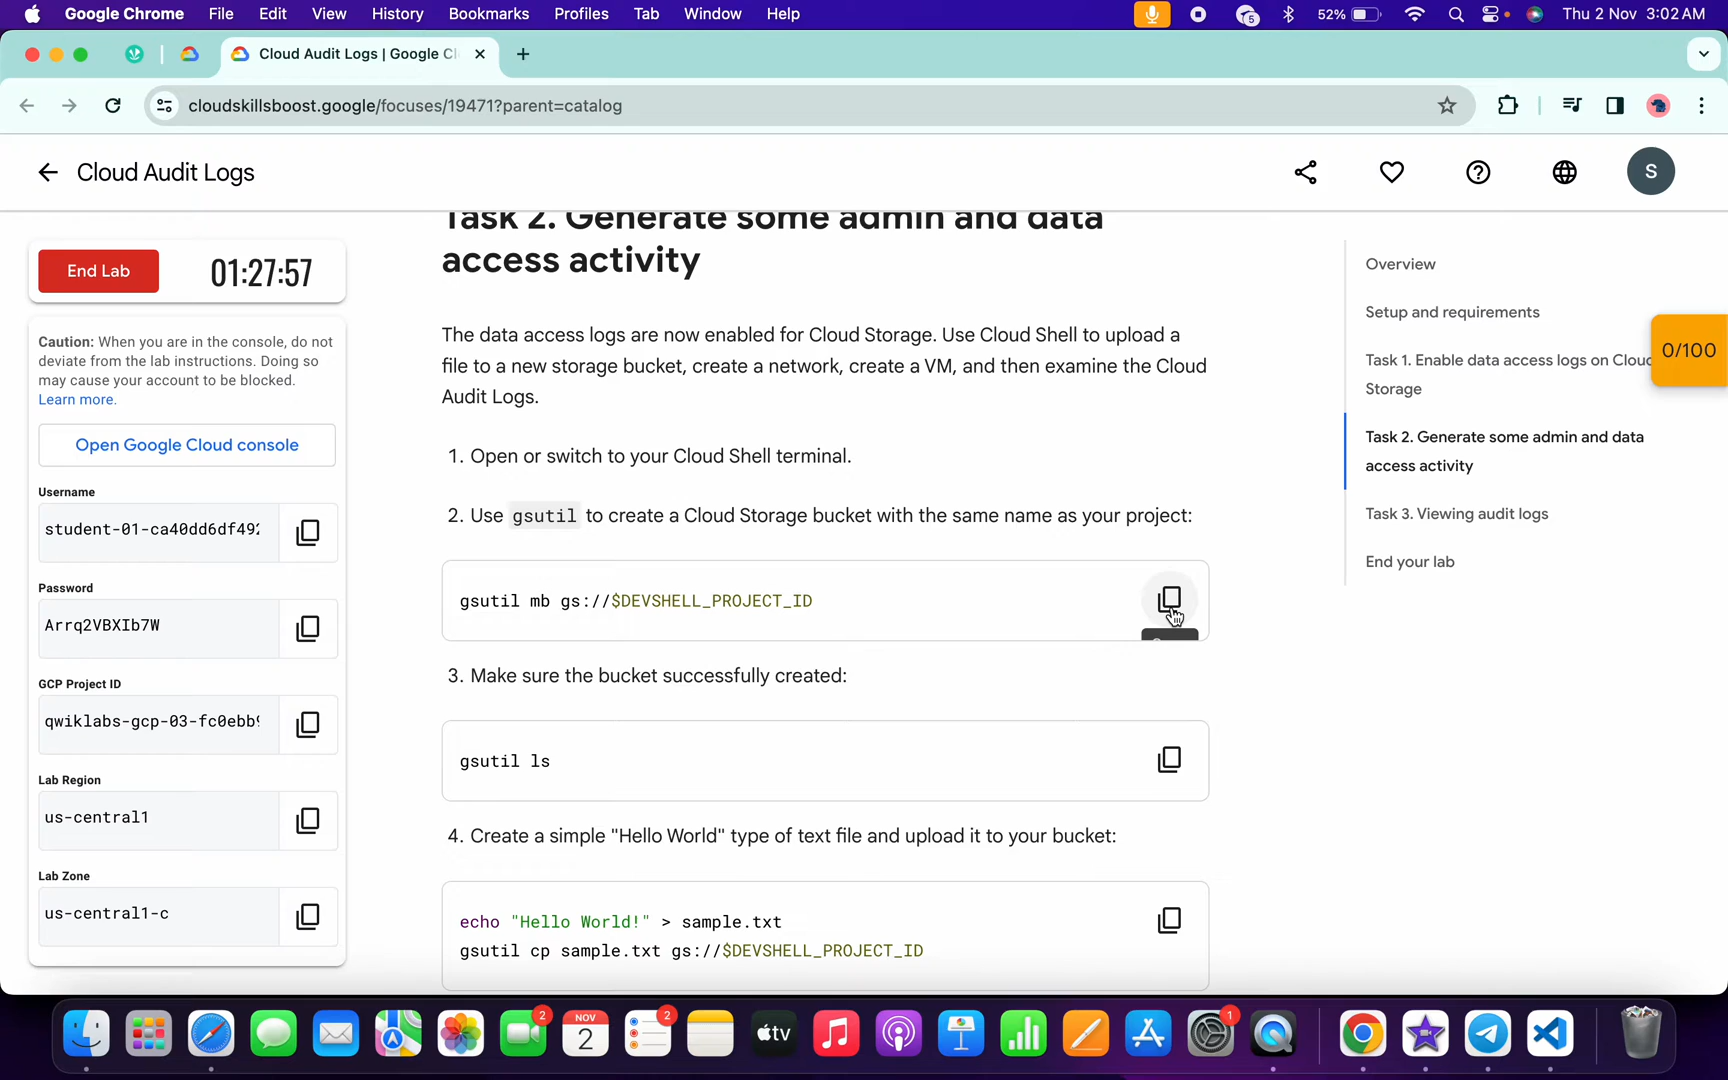 Google Chrome File Edit View History Bookmarks Profiles Tab Window Help
5 52% Thu 2 Nov 3:02 AM
Cloud Audit Logs | Google Cl
cloudskillsboost.google/focuses/19471?parent=catalog
Cloud Audit Logs
S
End Lab
01:27:57
Caution: When you are in the console, do not
deviate from the lab instructions. Doing so
may cause your account to be blocked.
Learn more.
Open Google Cloud console
Username
student-01-ca40dd6df492
Password
Arrq2VBXIb7W
GCP Project ID
qwiklabs-gcp-03-fc0ebb9
Lab Region
us-central1
Lab Zone
us-central1-c
Task 2. Generate some admin and data
access activity
The data access logs are now enabled for Cloud Storage. Use Cloud Shell to upload a
file to a new storage bucket, create a network, create a VM, and then examine the Cloud
Audit Logs.
1. Open or switch to your Cloud Shell terminal.
2. Use gsutil to create a Cloud Storage bucket with the same name as your project:
gsutil mb gs://$DEVSHELL_PROJECT_ID
3. Make sure the bucket successfully created:
gsutil ls
4. Create a simple "Hello World" type of text file and upload it to your bucket:
echo "Hello World!" > sample.txt
gsutil cp sample.txt gs://$DEVSHELL_PROJECT_ID
Overview
Setup and requirements
Task 1. Enable data access logs on Cloud
Storage
Task 2. Generate some admin and data
access activity
Task 3. Viewing audit logs
End your lab
0/100
2
NOV
2
2
tv
1